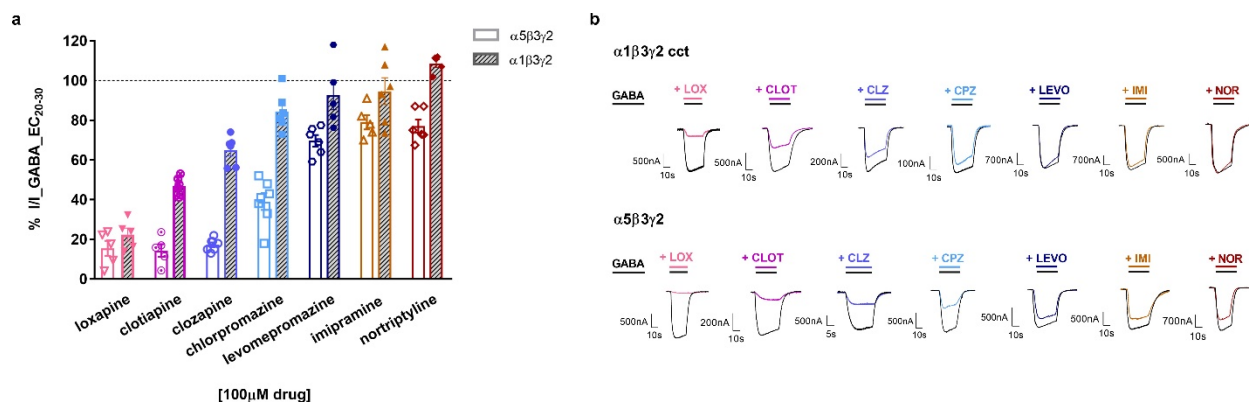 a
% I/I_GABA_EC20-30
120
100
80
60
40
20
0
α5β3γ2
α1β3γ2
loxapine
clotiapine
clozapine
chlorpromazine
levomepromazine
imipramine
nortriptyline
[100µM drug]
b
α1β3γ2 cct
GABA + LOX + CLOT + CLZ + CPZ + LEVO + IMI + NOR
500nA 10s 500nA 10s 200nA 10s 100nA 10s 700nA 10s 700nA 10s 500nA 10s
α5β3γ2
GABA + LOX + CLOT + CLZ + CPZ + LEVO + IMI + NOR
500nA 10s 200nA 10s 500nA 5s 500nA 10s 500nA 10s 500nA 10s 700nA 10s